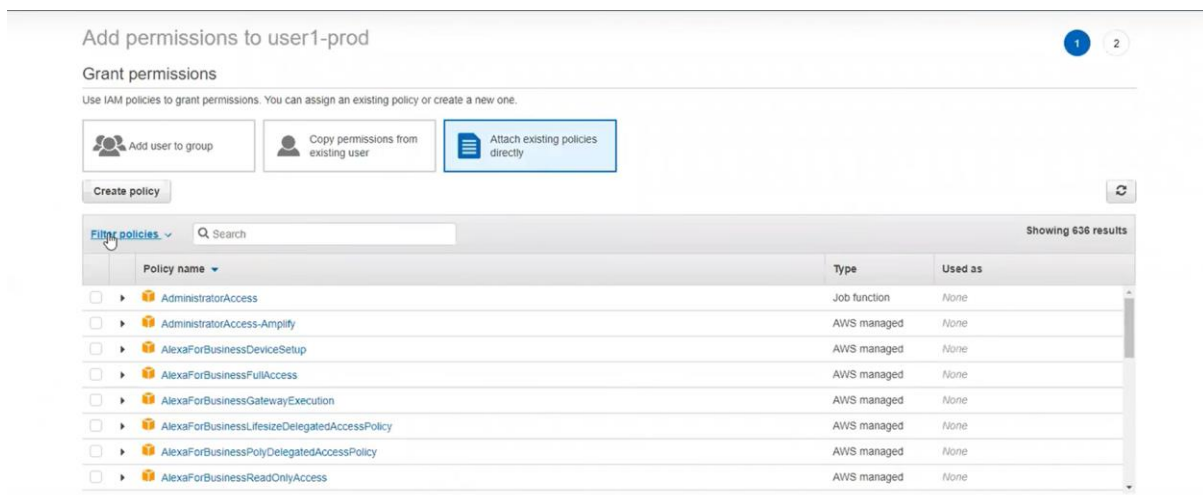 Add permissions to user1-prod
1 2
Grant permissions
Use IAM policies to grant permissions. You can assign an existing policy or create a new one.
Add user to group
Copy permissions from
existing user
Attach existing policies
directly
Create policy
Filter policies Search Showing 636 results
Policy name Type Used as
AdministratorAccess Job function None
AdministratorAccess-Amplify AWS managed None
AlexaForBusinessDeviceSetup AWS managed None
AlexaForBusinessFullAccess AWS managed None
AlexaForBusinessGatewayExecution AWS managed None
AlexaForBusinessLifesizeDelegatedAccessPolicy AWS managed None
AlexaForBusinessPolyDelegatedAccessPolicy AWS managed None
AlexaForBusinessReadOnlyAccess AWS managed None